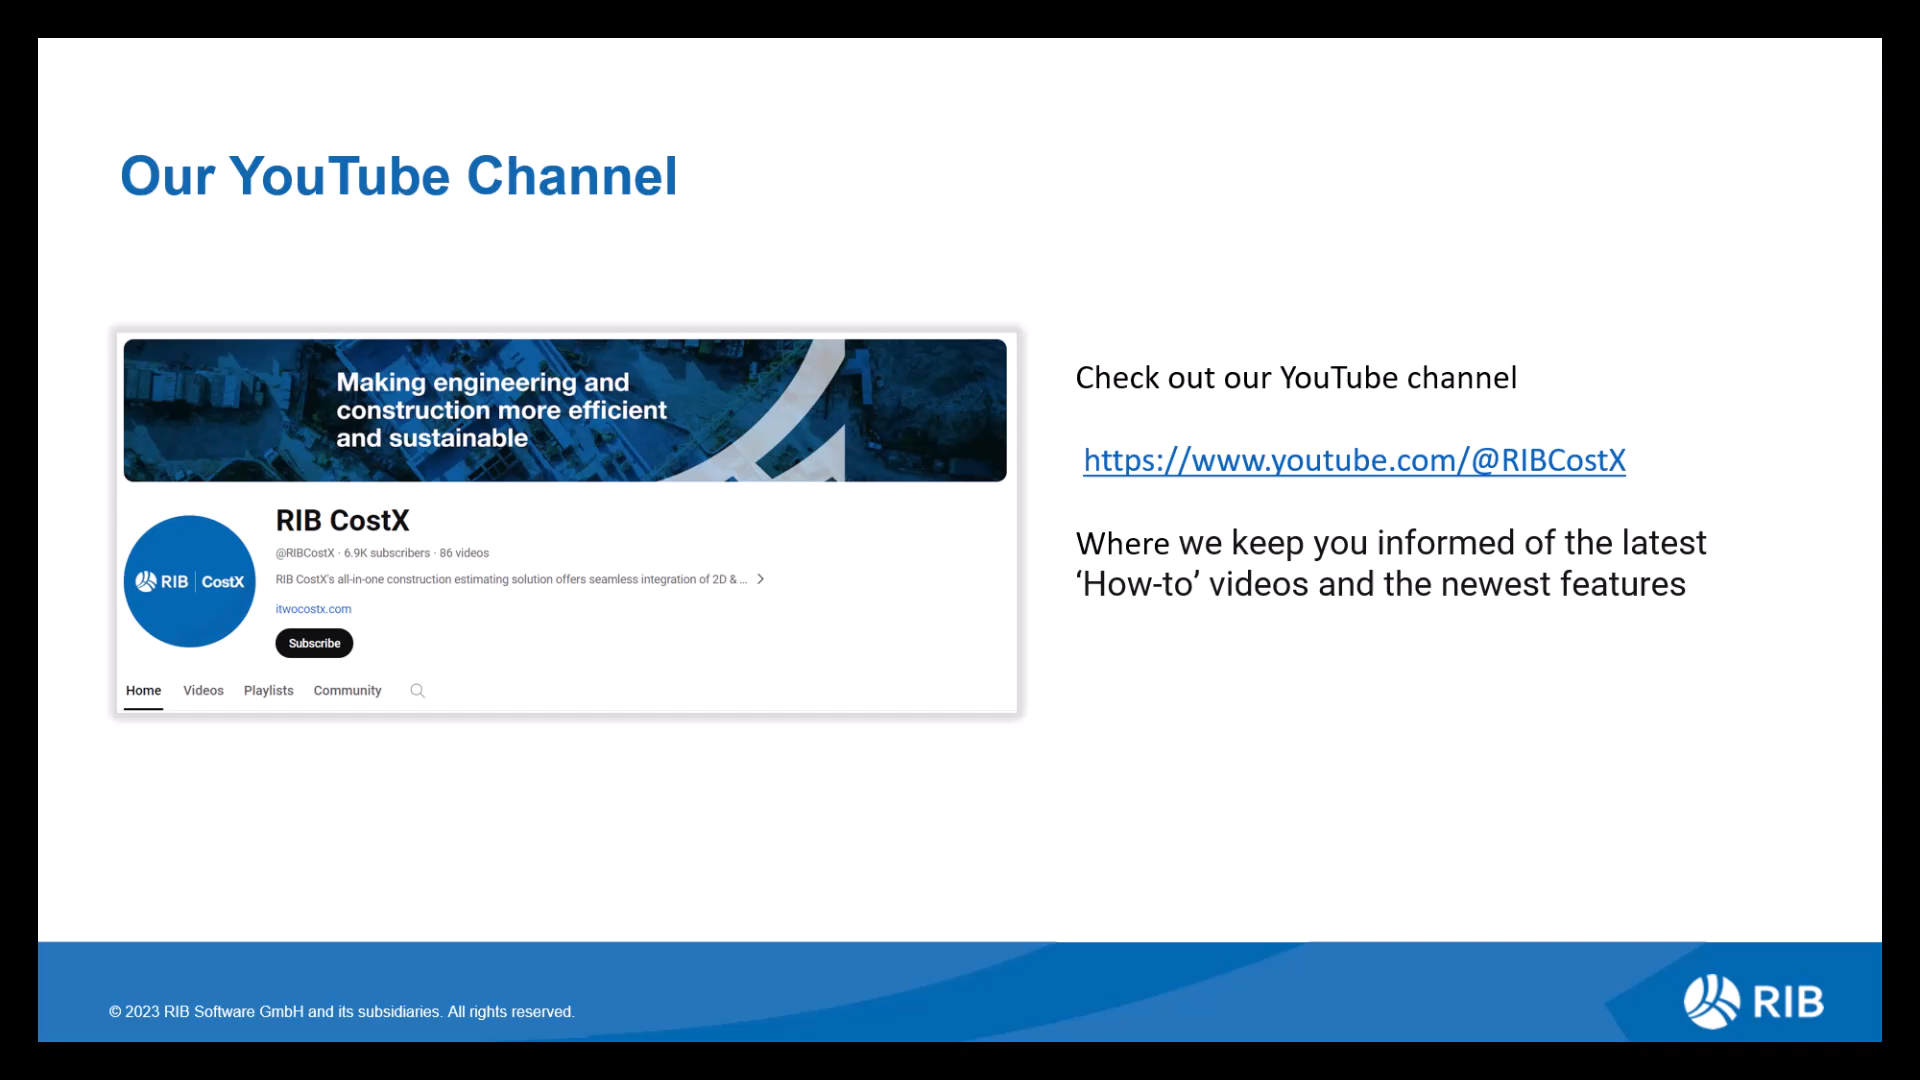 Our YouTube Channel
Making engineering and
construction more efficient
and sustainable
RIB CostX
@RIBCostX · 6.9K subscribers · 86 videos
RIB CostX's all-in-one construction estimating solution offers seamless integration of 2D & ...
itwocostx.com
Subscribe
RIB | CostX
Home Videos Playlists Community
Check out our YouTube channel
https://www.youtube.com/@RIBCostX
Where we keep you informed of the latest
‘How-to’ videos and the newest features
© 2023 RIB Software GmbH and its subsidiaries. All rights reserved.
RIB